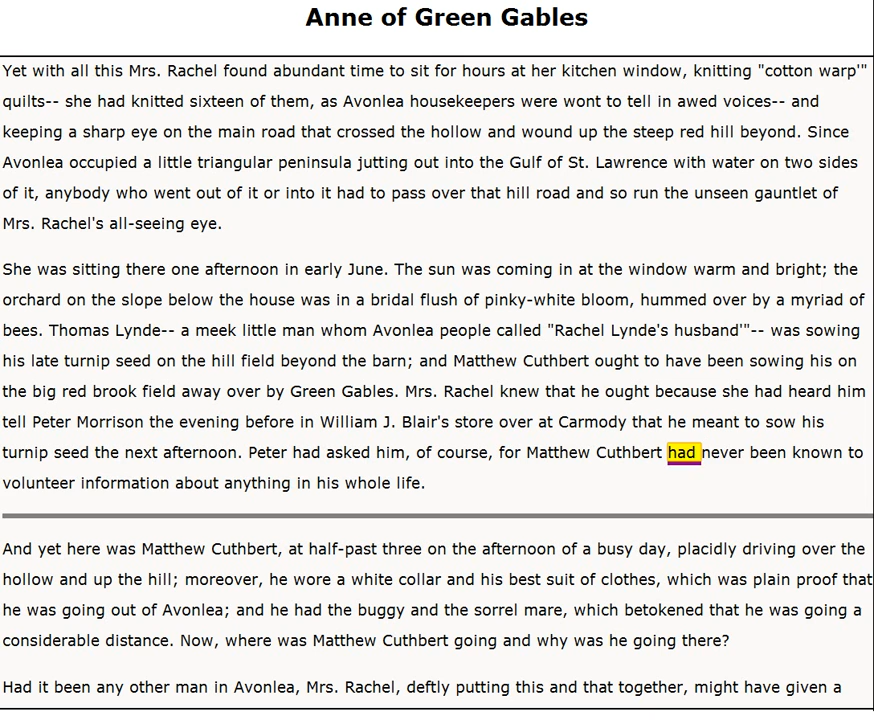 Anne of Green Gables
Yet with all this Mrs. Rachel found abundant time to sit for hours at her kitchen window, knitting "cotton warp'"
quilts-- she had knitted sixteen of them, as Avonlea housekeepers were wont to tell in awed voices-- and
keeping a sharp eye on the main road that crossed the hollow and wound up the steep red hill beyond. Since
Avonlea occupied a little triangular peninsula jutting out into the Gulf of St. Lawrence with water on two sides
of it, anybody who went out of it or into it had to pass over that hill road and so run the unseen gauntlet of
Mrs. Rachel's all-seeing eye.
She was sitting there one afternoon in early June. The sun was coming in at the window warm and bright; the
orchard on the slope below the house was in a bridal flush of pinky-white bloom, hummed over by a myriad of
bees. Thomas Lynde-- a meek little man whom Avonlea people called "Rachel Lynde's husband'"-- was sowing
his late turnip seed on the hill field beyond the barn; and Matthew Cuthbert ought to have been sowing his on
the big red brook field away over by Green Gables. Mrs. Rachel knew that he ought because she had heard him
tell Peter Morrison the evening before in William J. Blair's store over at Carmody that he meant to sow his
turnip seed the next afternoon. Peter had asked him, of course, for Matthew Cuthbert had never been known to
volunteer information about anything in his whole life.
And yet here was Matthew Cuthbert, at half-past three on the afternoon of a busy day, placidly driving over the
hollow and up the hill; moreover, he wore a white collar and his best suit of clothes, which was plain proof that
he was going out of Avonlea; and he had the buggy and the sorrel mare, which betokened that he was going a
considerable distance. Now, where was Matthew Cuthbert going and why was he going there?
Had it been any other man in Avonlea, Mrs. Rachel, deftly putting this and that together, might have given a